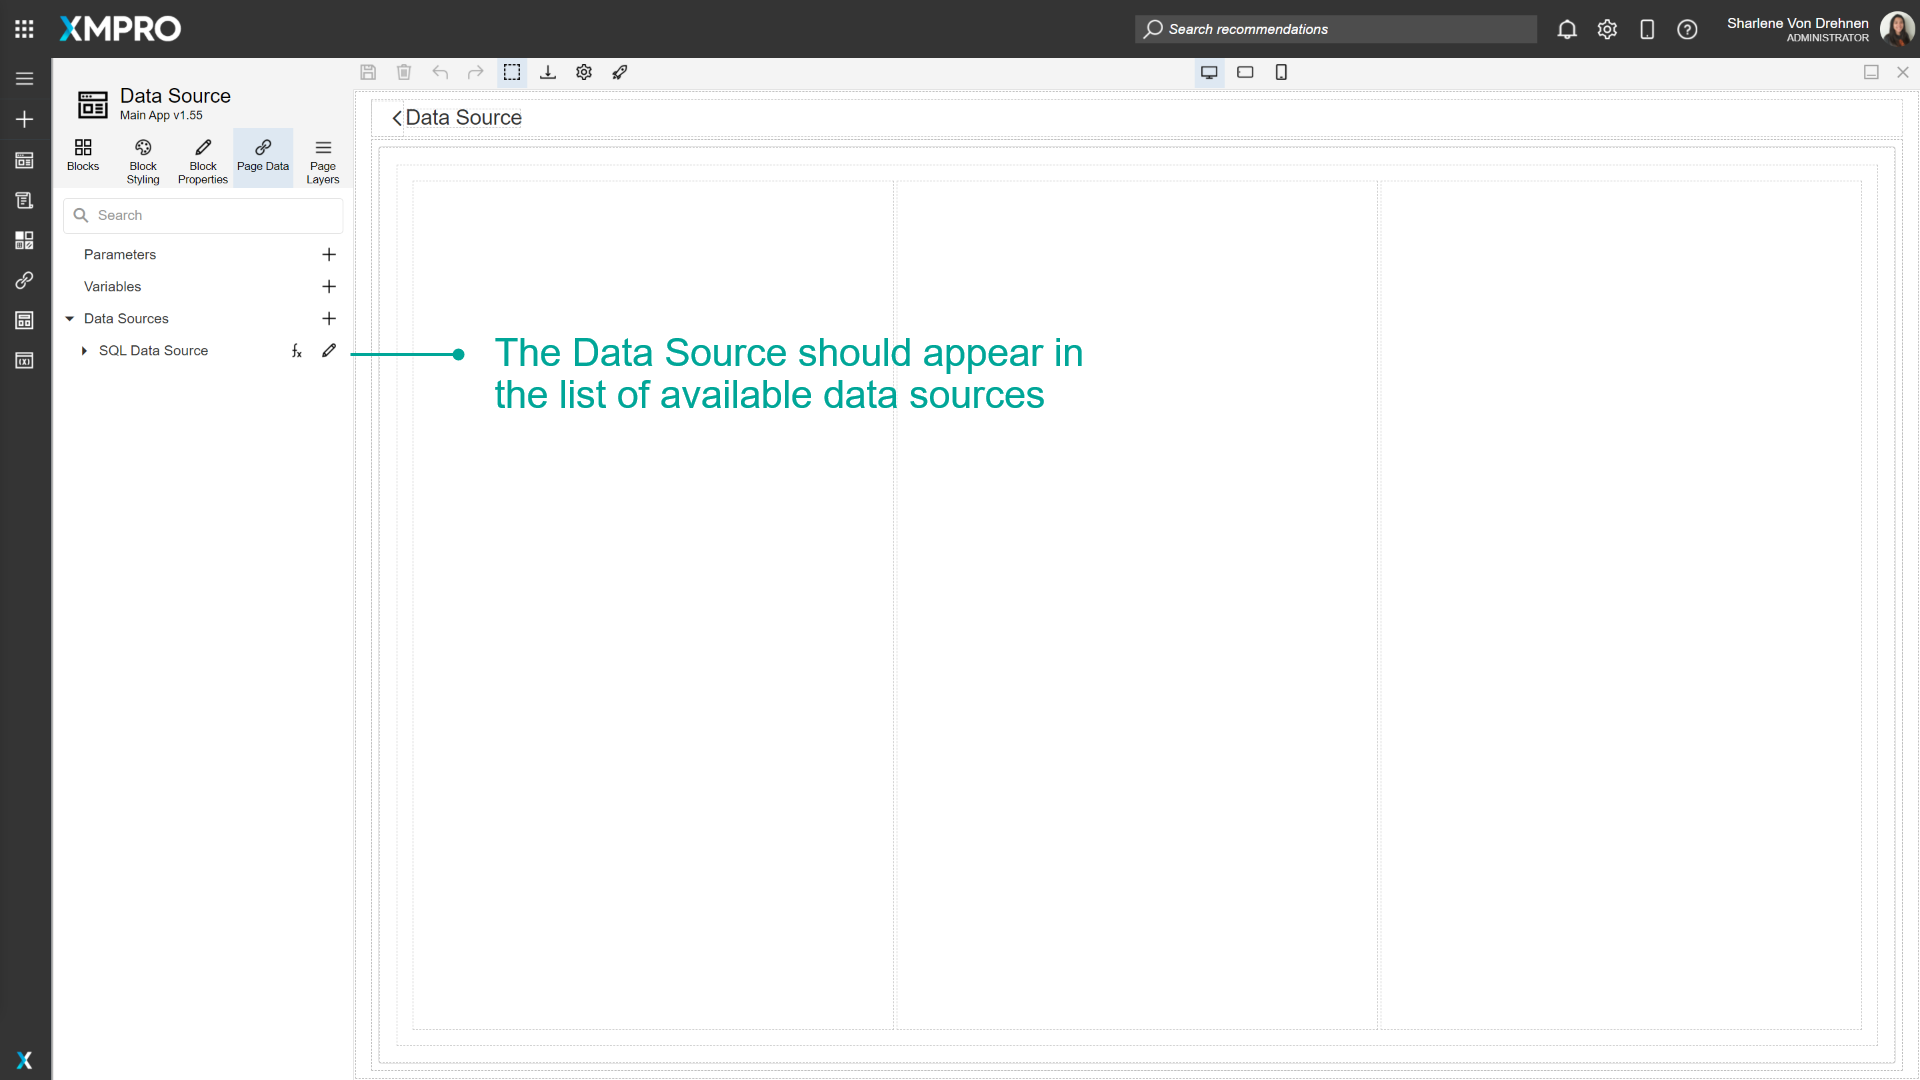 XMPRO
Search recommendations
Sharlene Von Drehnen
ADMINISTRATOR
Data Source
Main App v1.55
Blocks
Block
Styling
Block
Properties
Page Data
Page
Layers
Search
Parameters
Variables
Data Sources
SQL Data Source
fx
Data Source
The Data Source should appear in
the list of available data sources